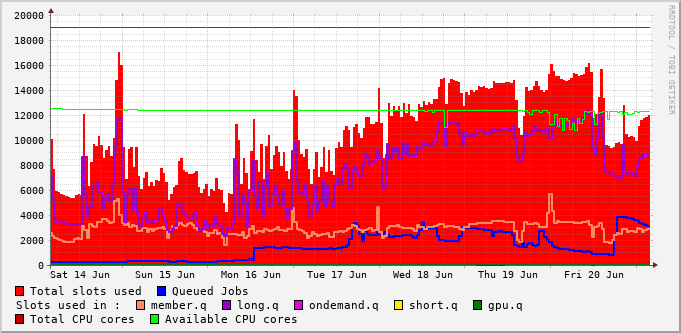 RRDTOOL / TOBI OETIKER
20000
18000
16000
14000
12000
10000
8000
6000
4000
2000
0
Sat 14 Jun Sun 15 Jun Mon 16 Jun Tue 17 Jun Wed 18 Jun Thu 19 Jun Fri 20 Jun
Total slots used Queued Jobs
Slots used in : member.q long.q ondemand.q short.q gpu.q
Total CPU cores Available CPU cores